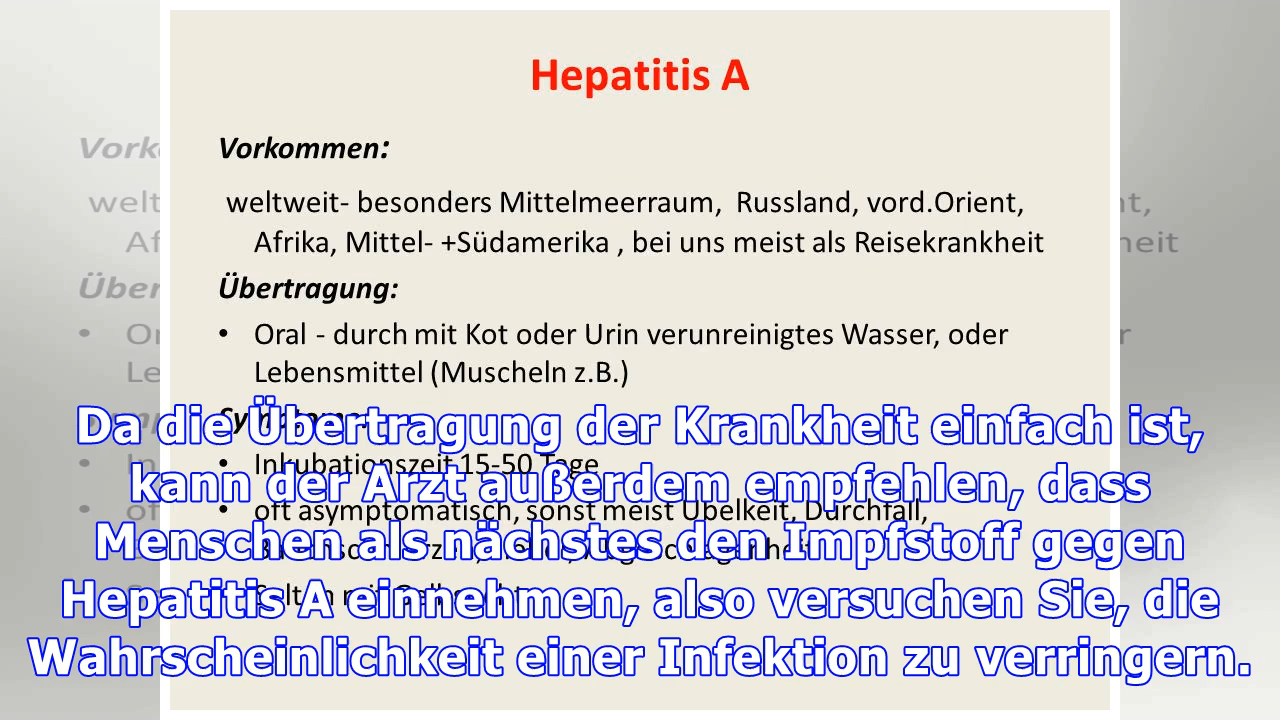 Hepatitis A
Vorkommen:
weltweit- besonders Mittelmeerraum, Russland, vord.Orient,
Afrika, Mittel- +Südamerika , bei uns meist als Reisekrankheit
Übertragung:
• Oral - durch mit Kot oder Urin verunreinigtes Wasser, oder
Lebensmittel (Muscheln z.B.)
• Inkubationszeit 15-50 Tage
• oft asymptomatisch, sonst meist Übelkeit, Durchfall,
Da die Übertragung der Krankheit einfach ist,
kann der Arzt außerdem empfehlen, dass
Menschen als nächstes den Impfstoff gegen
Hepatitis A einnehmen, also versuchen Sie, die
Wahrscheinlichkeit einer Infektion zu verringern.